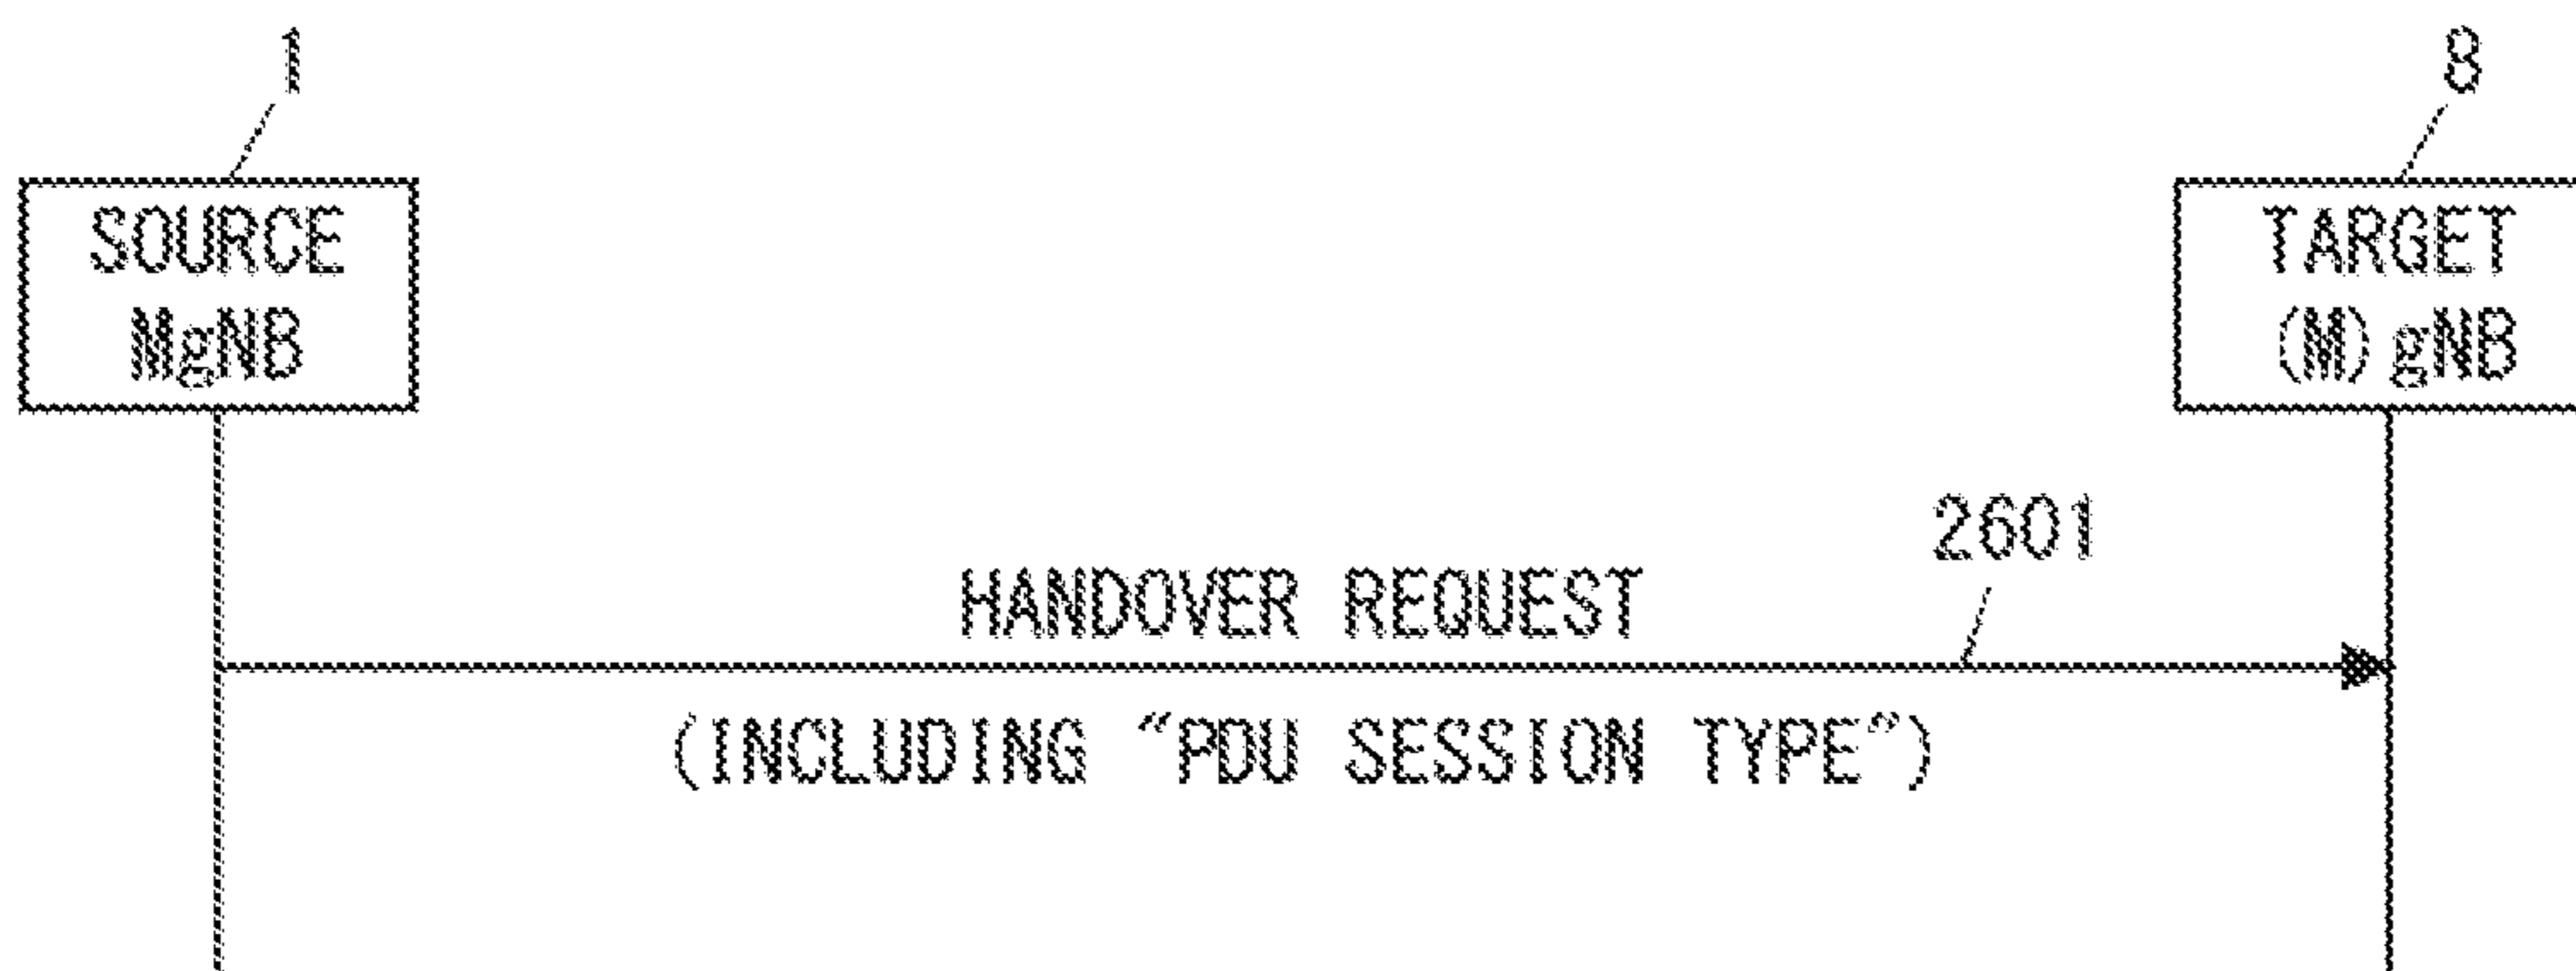 1
8
SOURCE
MgNB
TARGET
(M) gNB
2601
HANDOVER REQUEST
(INCLUDING “PDU SESSION TYPE”)